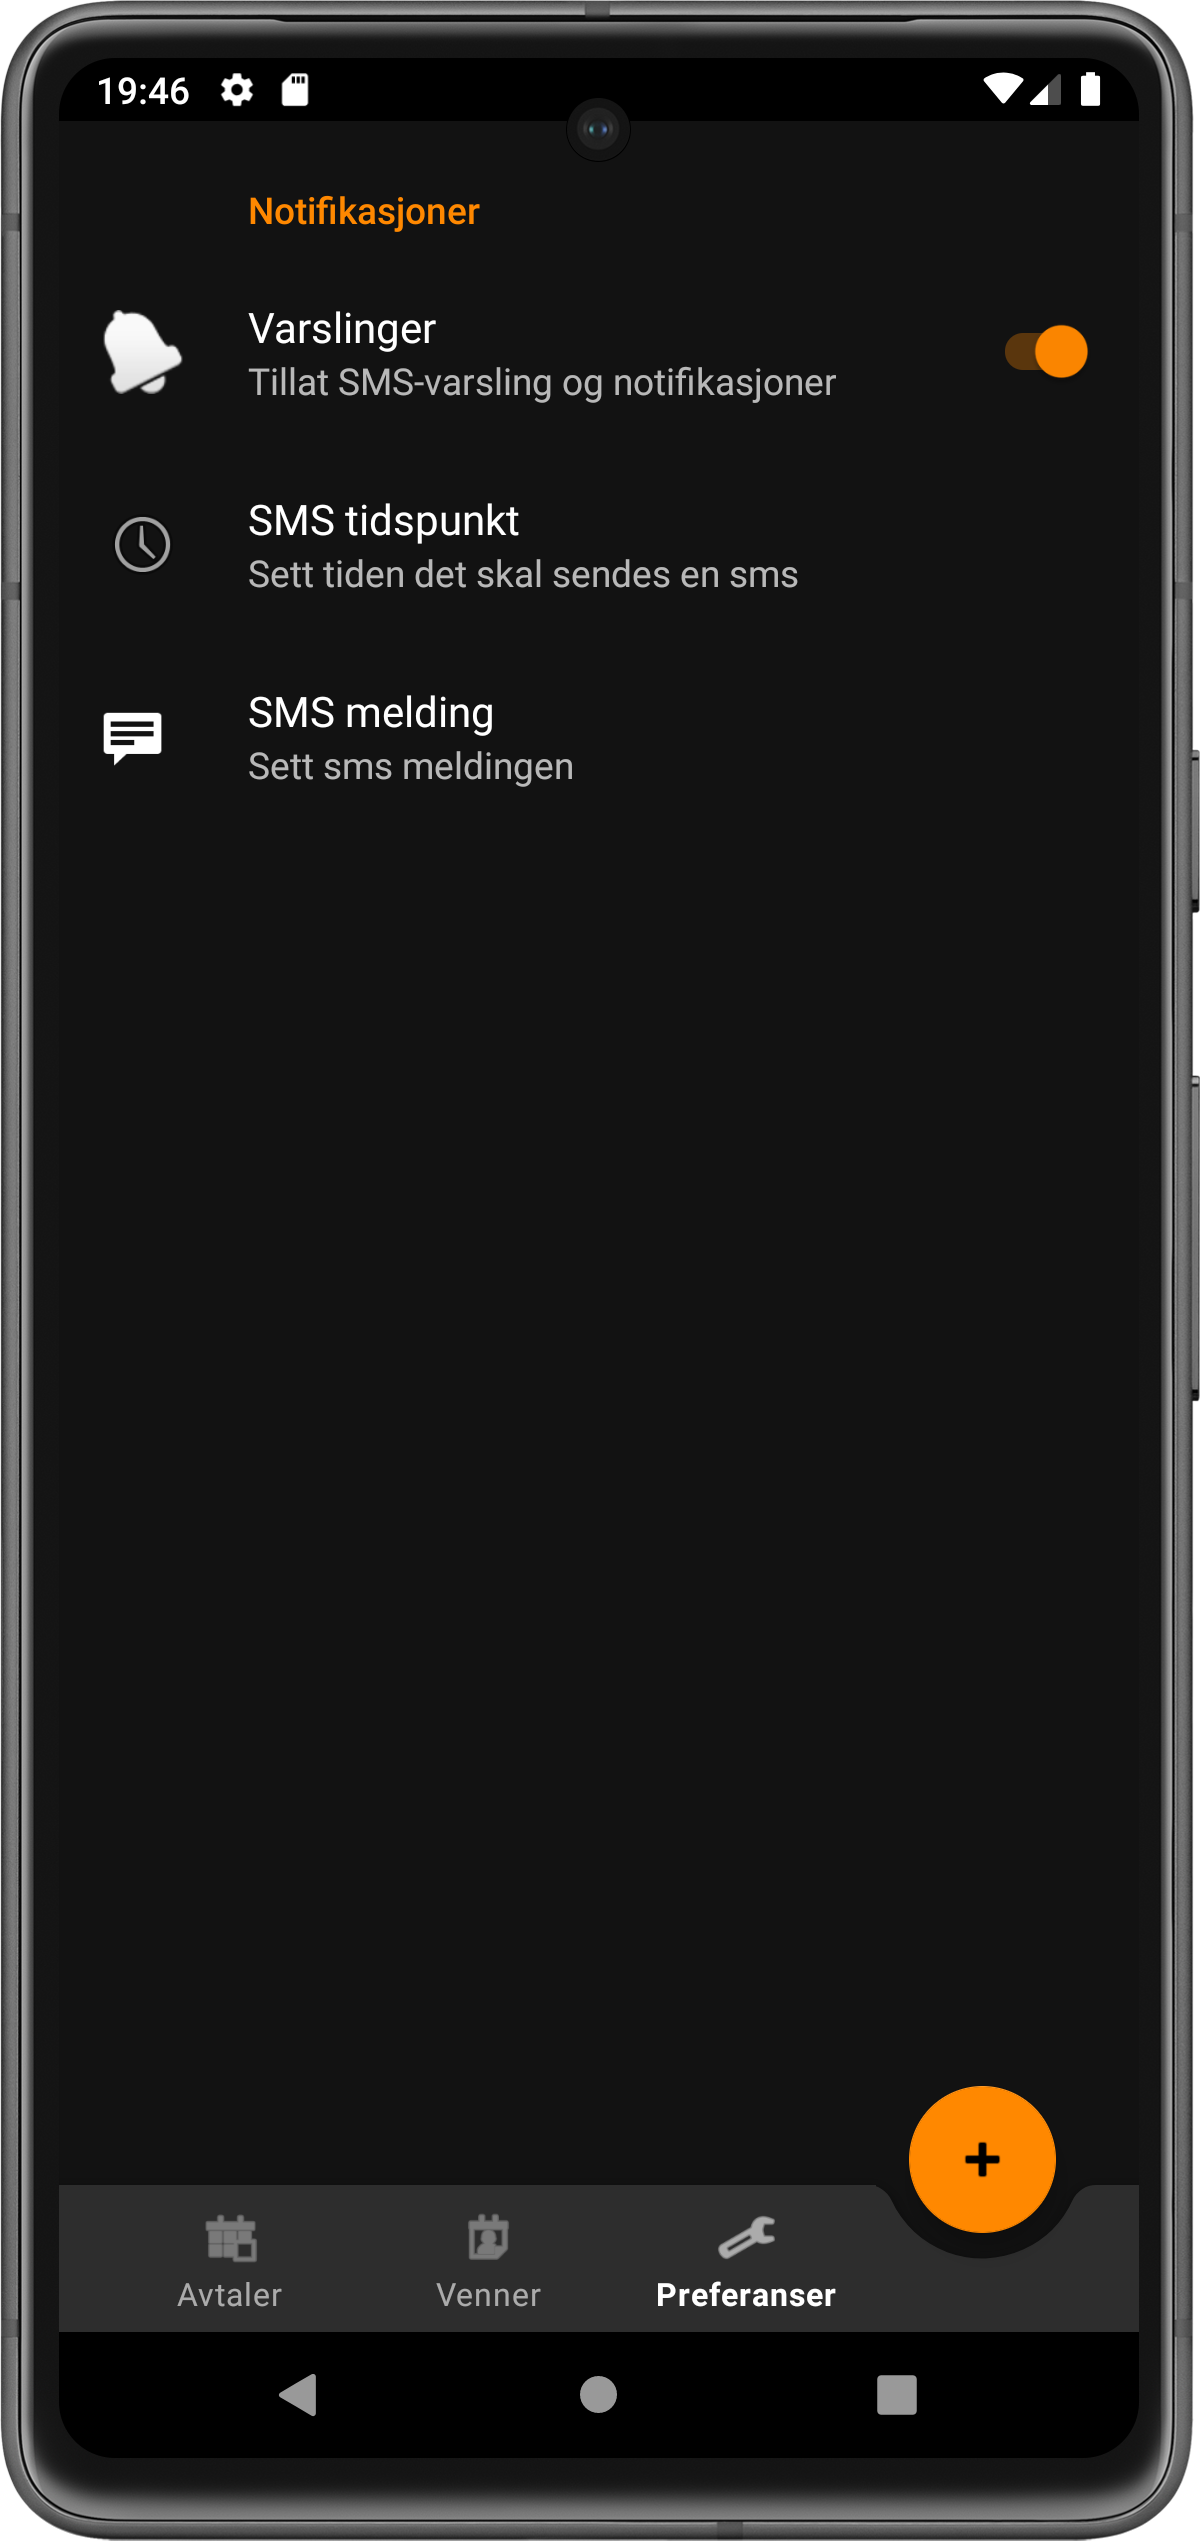 19:46
Notifikasjoner
Varslinger
Tillat SMS-varsling og notifikasjoner
SMS tidspunkt
Sett tiden det skal sendes en sms
SMS melding
Sett sms meldingen
Avtaler
Venner
Preferanser